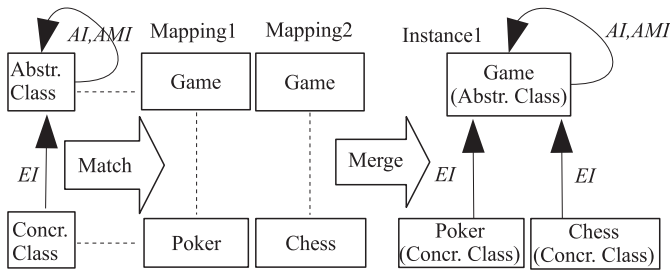 AI,AMI Mapping1 Mapping2 Instance1 AI,AMI
Abstr.
Class
Game
Game
Game
(Abstr. Class)
EI
Match
Merge
EI
EI
Concr.
Class
Poker
Chess
Poker
(Concr. Class)
Chess
(Concr. Class)